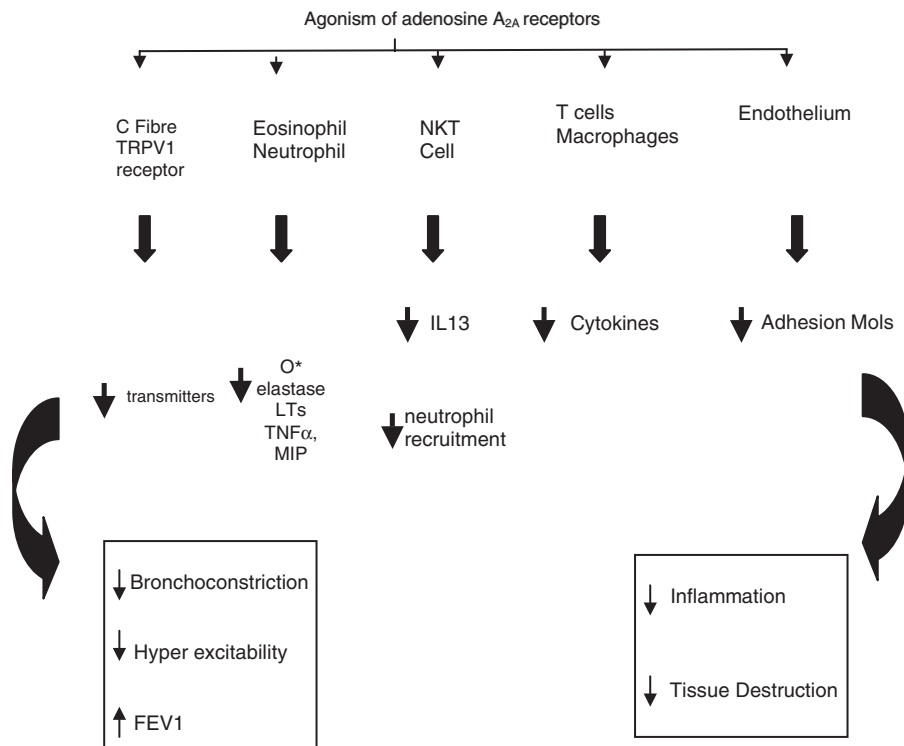 Agonism of adenosine A2A receptors
C Fibre
TRPV1
receptor
Eosinophil
Neutrophil
NKT
Cell
T cells
Macrophages
Endothelium
IL13
Cytokines
Adhesion Mols
transmitters
O*
elastase
LTs
TNFα,
MIP
neutrophil
recruitment
Bronchoconstriction
Hyper excitability
FEV1
Inflammation
Tissue Destruction